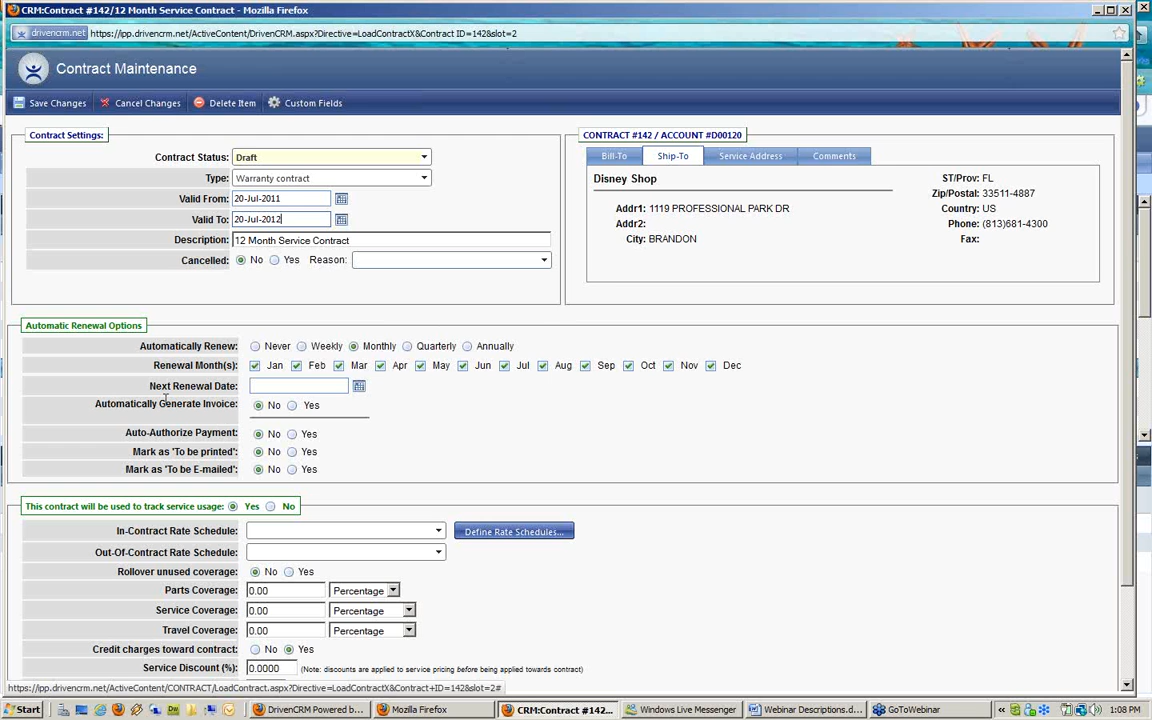 CRM:Contract #142/12 Month Service Contract - Mozilla Firefox
drivencrm.net https://ipp.drivencrm.net/ActiveContent/DrivenCRM.aspx?Directive=LoadContractX&Contract ID=142&slot=2
Contract Maintenance
Save Changes Cancel Changes Delete Item Custom Fields
Contract Settings:
Contract Status: Draft
Type: Warranty contract
Valid From: 20-Jul-2011
Valid To: 20-Jul-2012
Description: 12 Month Service Contract
Cancelled: No Yes Reason:
CONTRACT #142 / ACCOUNT #D00120
Bill-To Ship-To Service Address Comments
Disney Shop
Addr1: 1119 PROFESSIONAL PARK DR
Addr2:
City: BRANDON
ST/Prov: FL
Zip/Postal: 33511-4887
Country: US
Phone: (813)681-4300
Fax:
Automatic Renewal Options
Automatically Renew: Never Weekly Monthly Quarterly Annually
Renewal Month(s): Jan Feb Mar Apr May Jun Jul Aug Sep Oct Nov Dec
Next Renewal Date:
Automatically Generate Invoice: No Yes
Auto-Authorize Payment: No Yes
Mark as 'To be printed': No Yes
Mark as 'To be E-mailed': No Yes
This contract will be used to track service usage: Yes No
In-Contract Rate Schedule: Define Rate Schedules...
Out-Of-Contract Rate Schedule:
Rollover unused coverage: No Yes
Parts Coverage: 0.00 Percentage
Service Coverage: 0.00 Percentage
Travel Coverage: 0.00 Percentage
Credit charges toward contract: No Yes
Service Discount (%): 0.0000 (Note: discounts are applied to service pricing before being applied towards contract)
https://ipp.drivencrm.net/ActiveContent/CONTRACT/LoadContract.aspx?Directive=LoadContractX&Contract+ID=142&slot=2#
Start DrivenCRM Powered b... Mozilla Firefox CRM:Contract #142... Windows Live Messenger Webinar Descriptions.d... GoToWebinar 1:08 PM